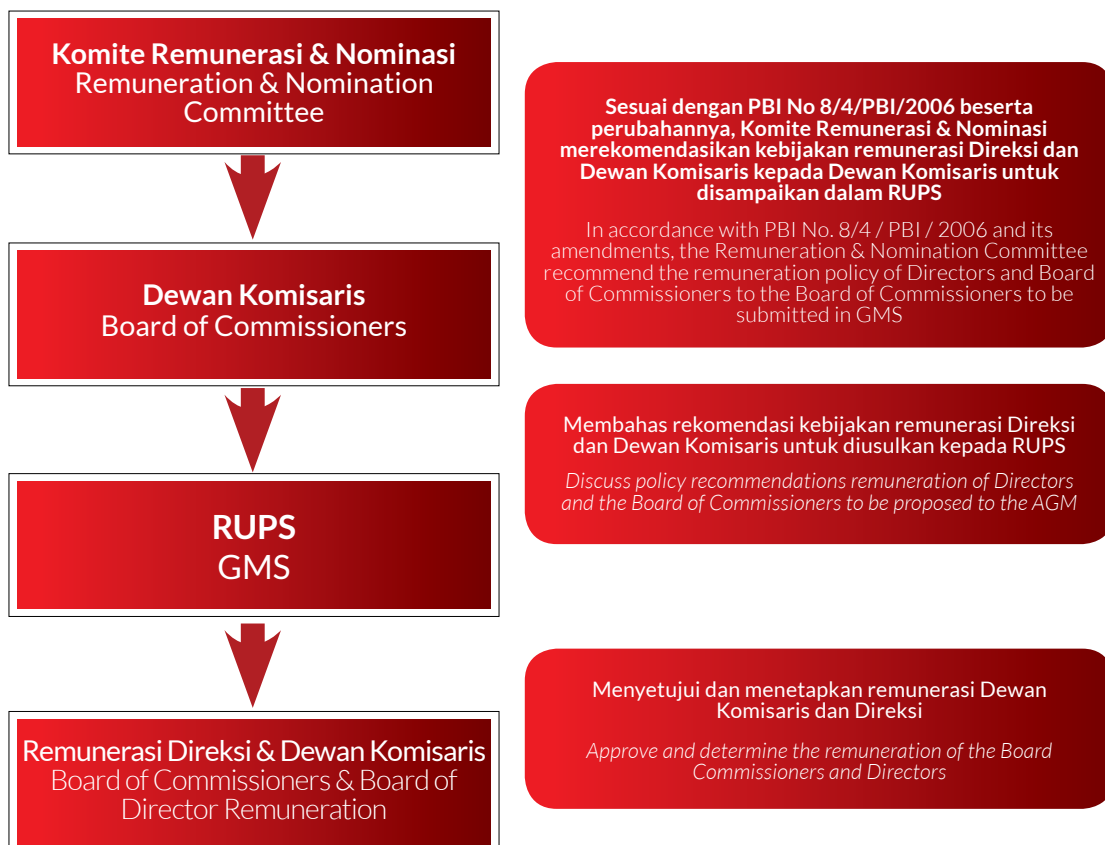 Komite Remunerasi & Nominasi
Remuneration & Nomination
Committee
Sesuai dengan PBI No 8/4/PBI/2006 beserta
perubahannya, Komite Remunerasi & Nominasi
merekomendasikan kebijakan remunerasi Direksi dan
Dewan Komisaris kepada Dewan Komisaris untuk
disampaikan dalam RUPS
In accordance with PBI No. 8/4 / PBI / 2006 and its
amendments, the Remuneration & Nomination Committee
recommend the remuneration policy of Directors and Board
of Commissioners to the Board of Commissioners to be
submitted in GMS
Dewan Komisaris
Board of Commissioners
Membahas rekomendasi kebijakan remunerasi Direksi
dan Dewan Komisaris untuk diusulkan kepada RUPS
Discuss policy recommendations remuneration of Directors
and the Board of Commissioners to be proposed to the AGM
RUPS
GMS
Menyetujui dan menetapkan remunerasi Dewan
Komisaris dan Direksi
Approve and determine the remuneration of the Board
Commissioners and Directors
Remunerasi Direksi & Dewan Komisaris
Board of Commissioners & Board of
Director Remuneration